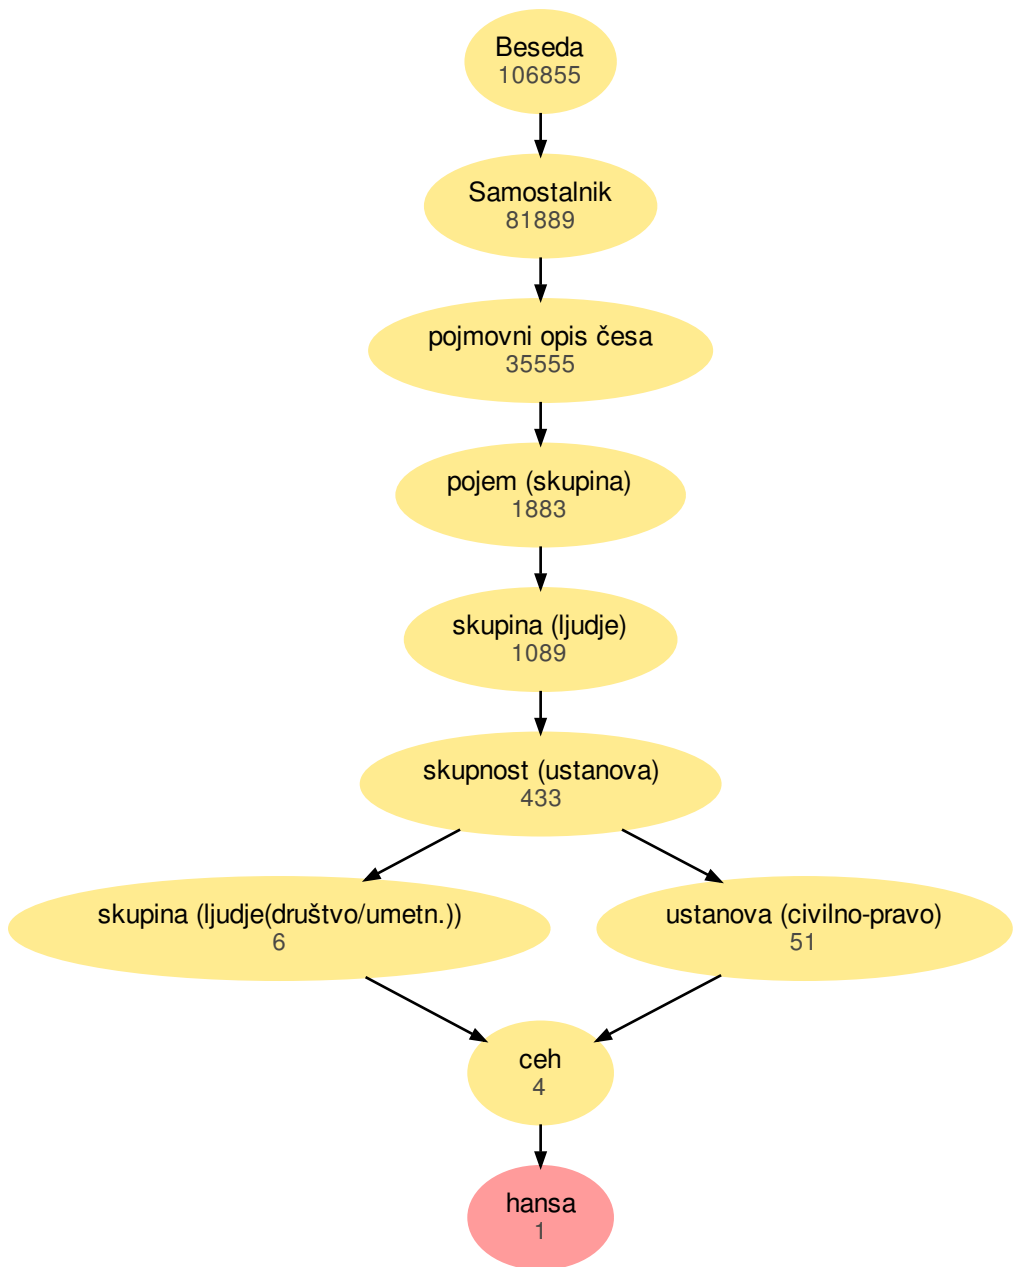 Beseda
106855
Samostalnik
81889
pojmovni opis česa
35555
pojem (skupina)
1883
skupina (ljudje)
1089
skupnost (ustanova)
433
skupina (ljudje(društvo/umetn.))
6
ustanova (civilno-pravo)
51
ceh
4
hansa
1